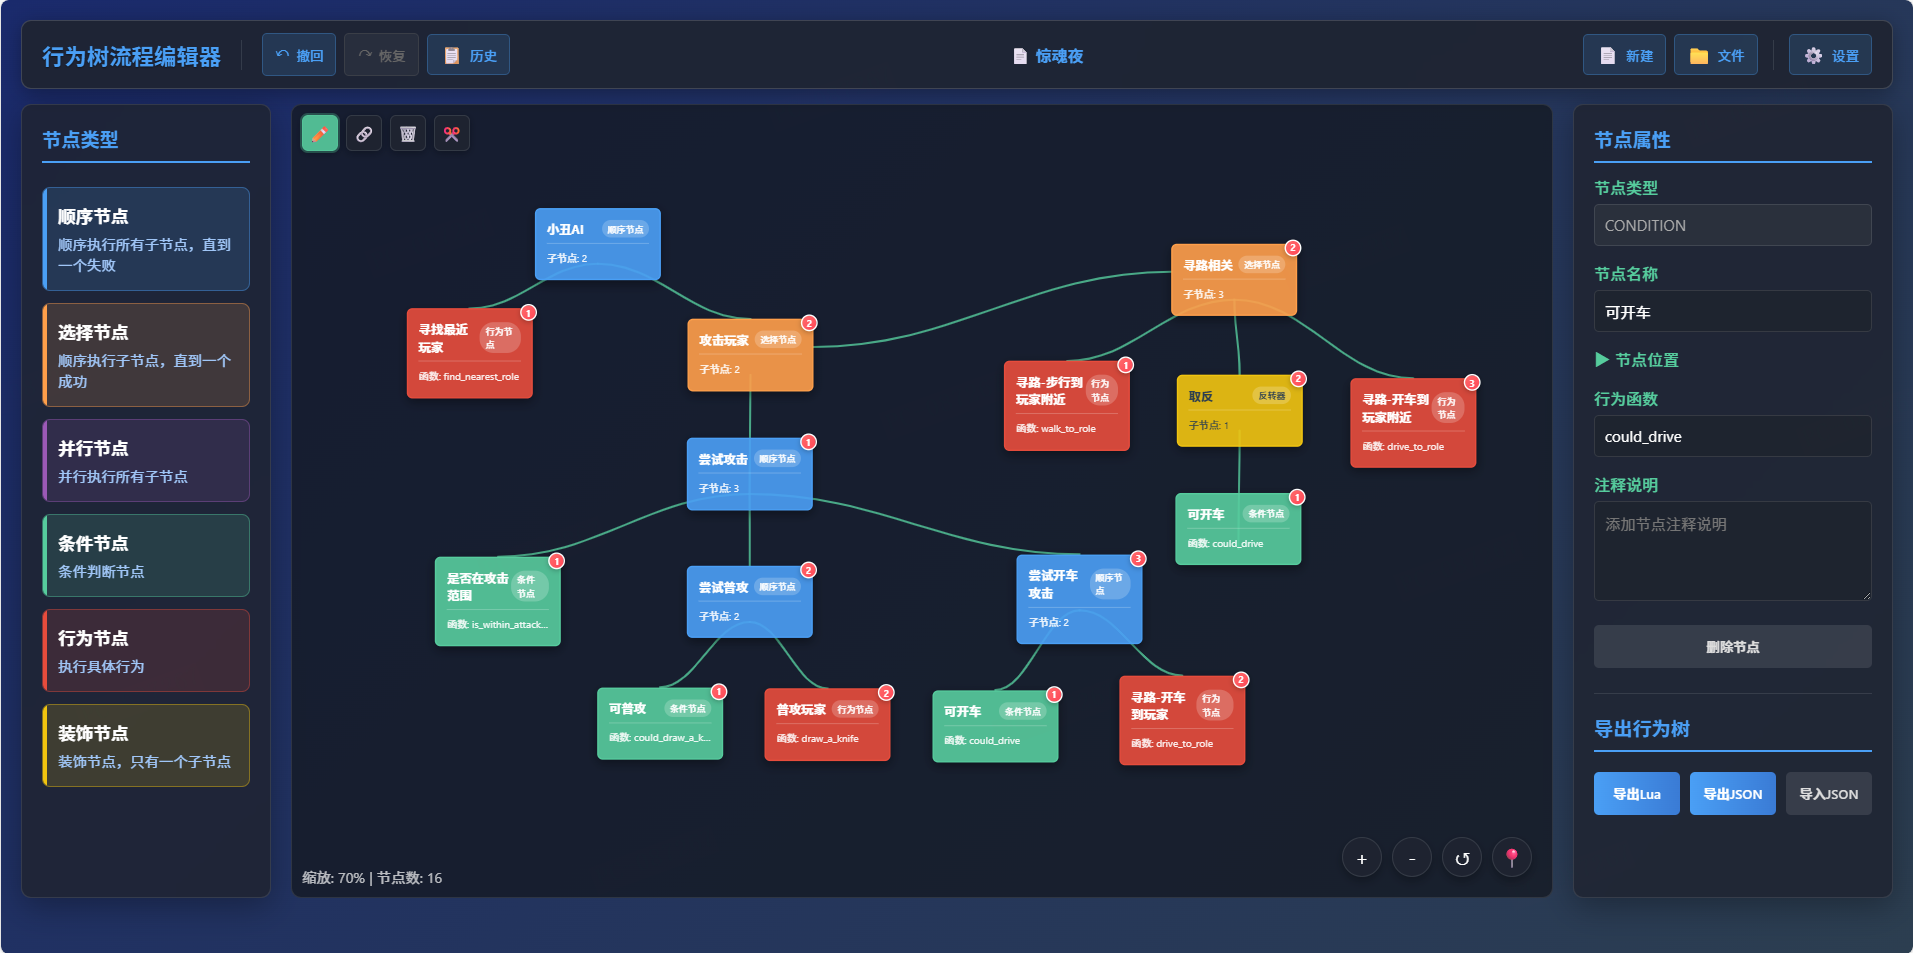 行为树流程编辑器
撤回
恢复
历史
惊魂夜
新建
文件
设置
节点类型
顺序节点
顺序执行所有子节点，直到
一个失败
选择节点
顺序执行子节点，直到一个
成功
并行节点
并行执行所有子节点
条件节点
条件判断节点
行为节点
执行具体行为
装饰节点
装饰节点，只有一个子节点
小丑AI 顺序节点
子节点: 2
1
寻找最近
玩家
行为节
点
函数: find_nearest_role
2
攻击玩家 选择节点
子节点: 2
2
寻路相关 选择节点
子节点: 3
1
寻路-步行到
玩家附近
行为
节点
函数: walk_to_role
2
取反 反转器
子节点: 1
3
寻路-开车到
玩家附近
行为
节点
函数: drive_to_role
1
尝试攻击 顺序节点
子节点: 3
1
可开车 条件节点
函数: could_drive
1
是否在攻击
范围
条件
节点
函数: is_within_attack...
2
尝试普攻 顺序节点
子节点: 2
3
尝试开车
攻击
顺序节
点
子节点: 2
1
可普攻 条件节点
函数: could_draw_a_k...
2
普攻玩家 行为节点
函数: draw_a_knife
1
可开车 条件节点
函数: could_drive
2
寻路-开车
到玩家
行为
节点
函数: drive_to_role
缩放: 70% | 节点数: 16
+
-
节点属性
节点类型
CONDITION
节点名称
可开车
▶ 节点位置
行为函数
could_drive
注释说明
添加节点注释说明
删除节点
导出行为树
导出Lua
导出JSON
导入JSON